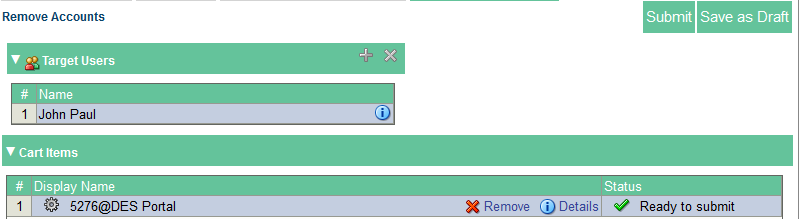 Remove Accounts
Submit Save as Draft
Target Users
# Name
1 John Paul
Cart Items
# Display Name Status
1 5276@DES Portal Remove Details Ready to submit